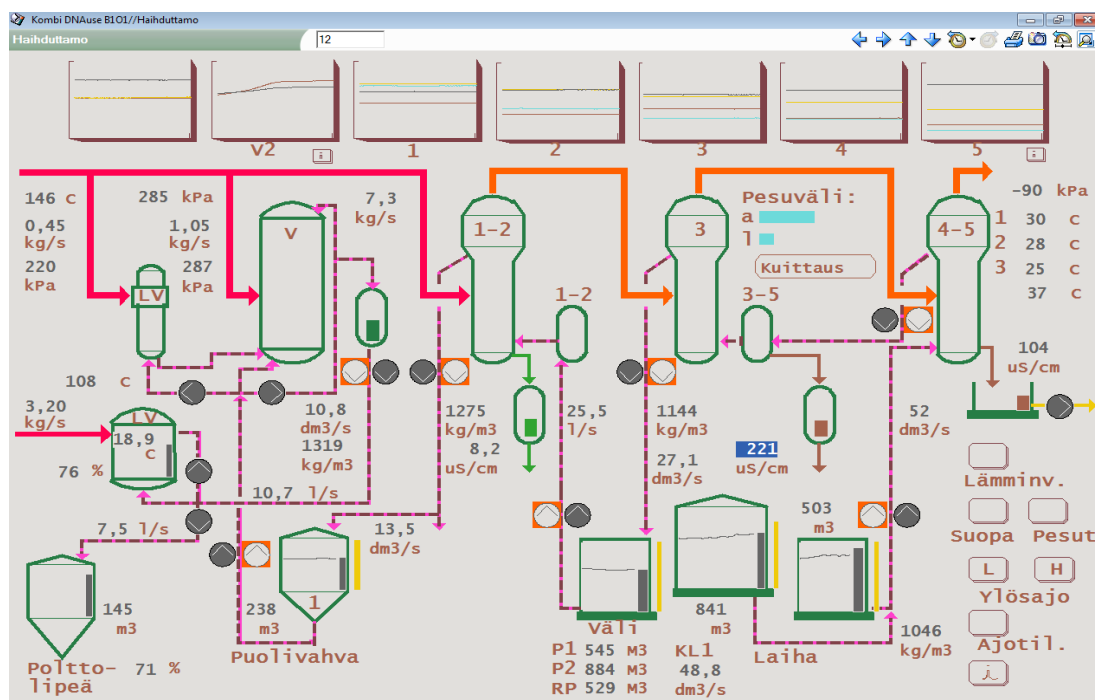 Kombi DNAuse B101//Haihduttamo
Haihduttamo
12
V2
1
2
3
4
5
146 C
285 kPa
7,3
kg/s
0,45
kg/s
1,05
kg/s
220
kPa
287
kPa
LV
V
1-2
3
4-5
Pesuväli:
a
l
Kuittaus
-90 kPa
1 30 C
2 28 C
3 25 C
37 C
1-2
3-5
108 C
3,20
kg/s
LV
18,9
C
76 %
10,8
dm3/s
1319
kg/m3
1275
kg/m3
8,2
uS/cm
25,5
l/s
1144
kg/m3
27,1
dm3/s
221
uS/cm
52
dm3/s
104
uS/cm
10,7 l/s
7,5 l/s
13,5
dm3/s
503
m3
Lämminv.
Suopa Pesut
L H
Ylösajo
Ajotil.
i
145
m3
238
m3
1
Väli
841
m3
1046
kg/m3
Poltto-
lipeä
71 %
Puolivahva
P1 545 M3
P2 884 M3
RP 529 M3
KL1
48,8
dm3/s
Laiha